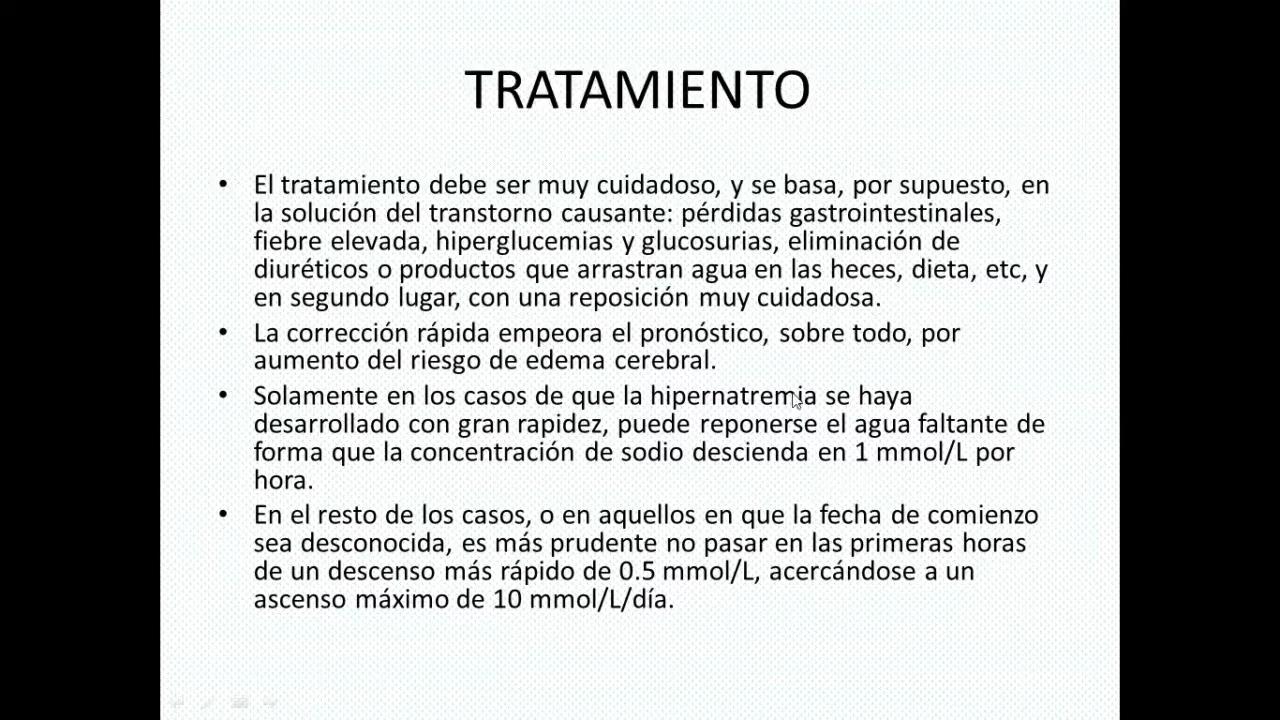 TRATAMIENTO
• El tratamiento debe ser muy cuidadoso, y se basa, por supuesto, en
la solución del transtorno causante: pérdidas gastrointestinales,
fiebre elevada, hiperglucemias y glucosurias, eliminación de
diuréticos o productos que arrastran agua en las heces, dieta, etc, y
en segundo lugar, con una reposición muy cuidadosa.
• La corrección rápida empeora el pronóstico, sobre todo, por
aumento del riesgo de edema cerebral.
• Solamente en los casos de que la hipernatremia se haya
desarrollado con gran rapidez, puede reponerse el agua faltante de
forma que la concentración de sodio descienda en 1 mmol/L por
hora.
• En el resto de los casos, o en aquellos en que la fecha de comienzo
sea desconocida, es más prudente no pasar en las primeras horas
de un descenso más rápido de 0.5 mmol/L, acercándose a un
ascenso máximo de 10 mmol/L/día.